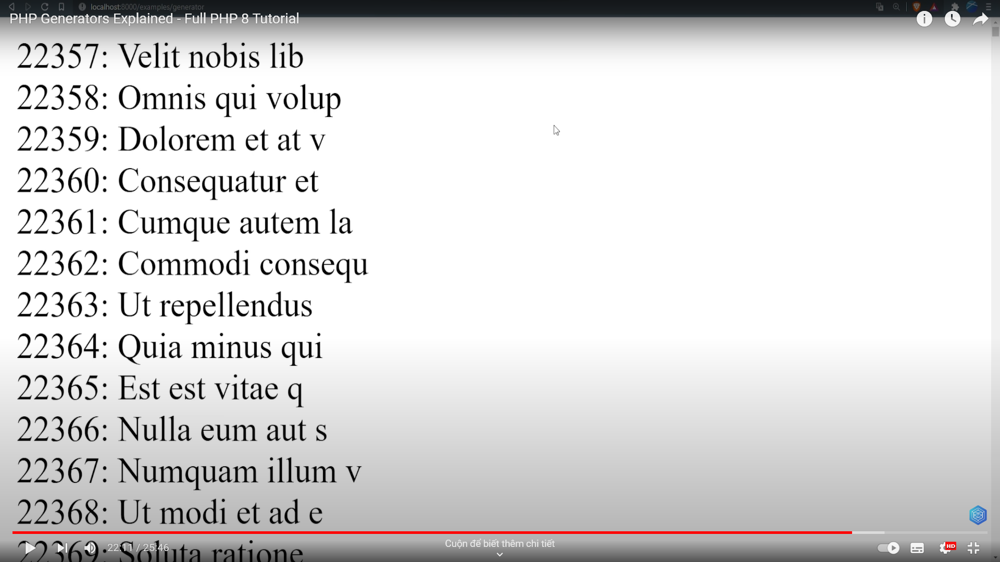 localhost:8000/examples/generator
PHP Generators Explained - Full PHP 8 Tutorial
22357: Velit nobis lib
22358: Omnis qui volup
22359: Dolorem et at v
22360: Consequatur et
22361: Cumque autem la
22362: Commodi consequ
22363: Ut repellendus
22364: Quia minus qui
22365: Est est vitae q
22366: Nulla eum aut s
22367: Numquam illum v
22368: Ut modi et ad e
22369: Soluta ratione
22:11 / 25:46
Cuộn để biết thêm chi tiết
HD